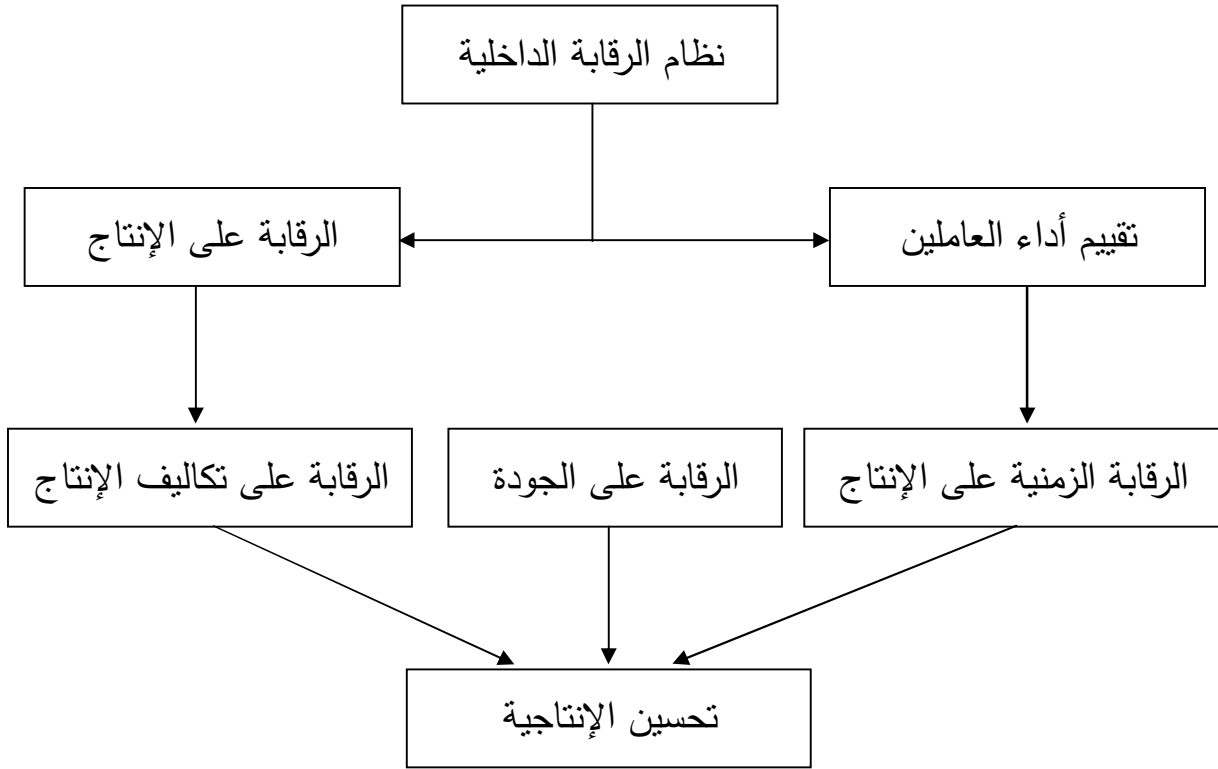 نظام الرقابة الداخلية
تقييم أداء العاملين
الرقابة على الإنتاج
الرقابة الزمنية على الإنتاج
الرقابة على الجودة
الرقابة على تكاليف الإنتاج
تحسين الإنتاجية